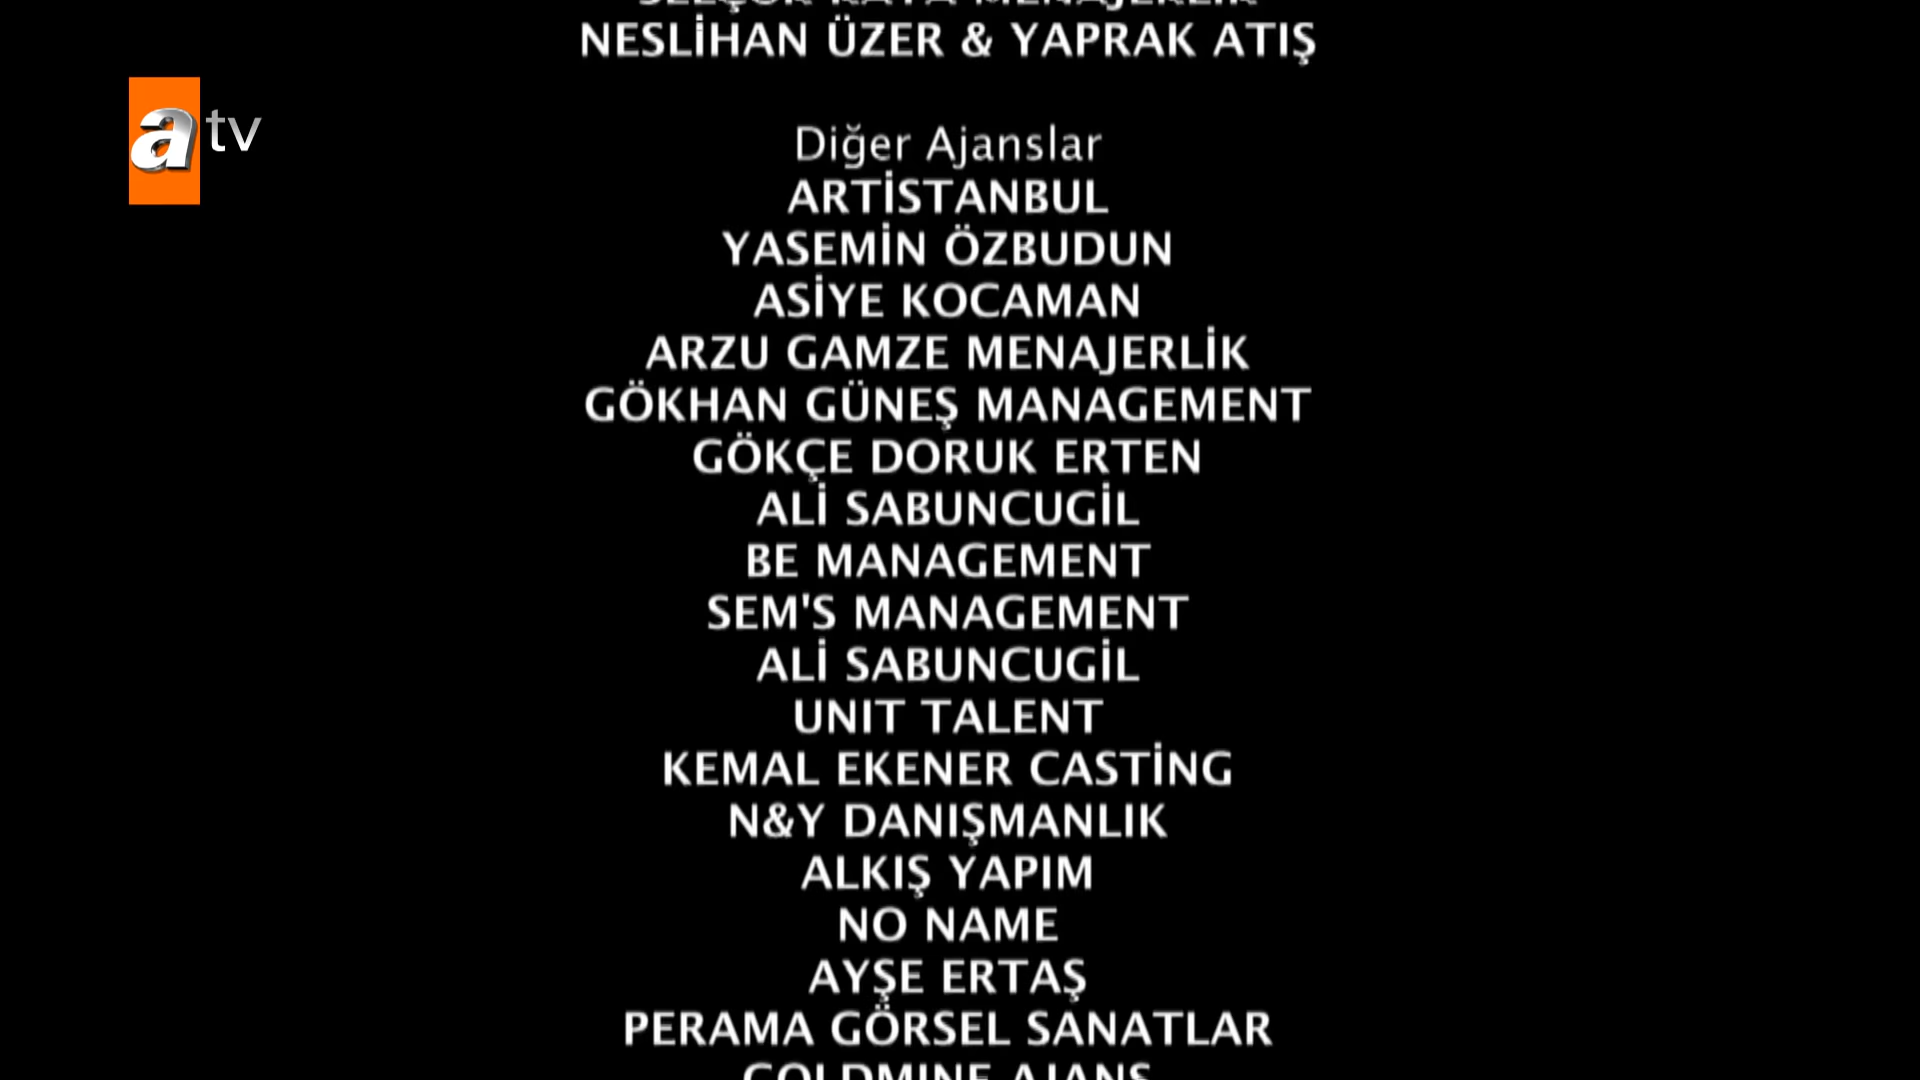 NESLİHAN ÜZER & YAPRAK ATIŞ
atv
Diğer Ajanslar
ARTİSTANBUL
YASEMİN ÖZBUDUN
ASİYE KOCAMAN
ARZU GAMZE MENAJERLİK
GÖKHAN GÜNEŞ MANAGEMENT
GÖKÇE DORUK ERTEN
ALİ SABUNCUGİL
BE MANAGEMENT
SEM'S MANAGEMENT
ALİ SABUNCUGİL
UNIT TALENT
KEMAL EKENER CASTİNG
N&Y DANIŞMANLIK
ALKIŞ YAPIM
NO NAME
AYŞE ERTAŞ
PERAMA GÖRSEL SANATLAR
GOLDMINE AJANS